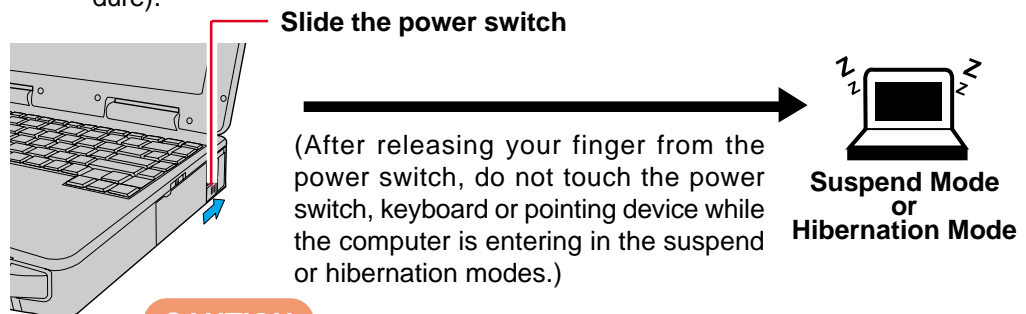 dure).
Slide the power switch
Z
Z
Z
Z
(After releasing your finger from the
power switch, do not touch the power
switch, keyboard or pointing device while
the computer is entering in the suspend
or hibernation modes.)
Suspend Mode
or
Hibernation Mode
CAUTION